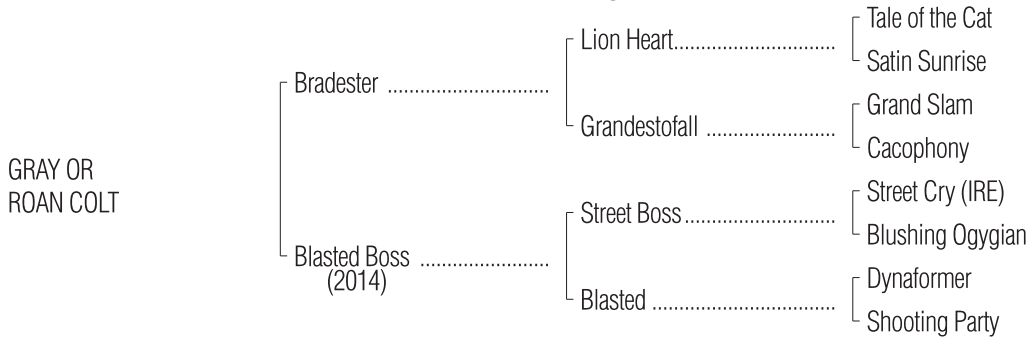 Tale of the Cat
Lion Heart..............................
Satin Sunrise
Bradester ..............................
Grand Slam
Grandestofall ........................
Cacophony
GRAY OR
ROAN COLT
Street Cry (IRE)
Street Boss............................
Blushing Ogygian
Blasted Boss ........................
(2014)
Dynaformer
Blasted ..................................
Shooting Party